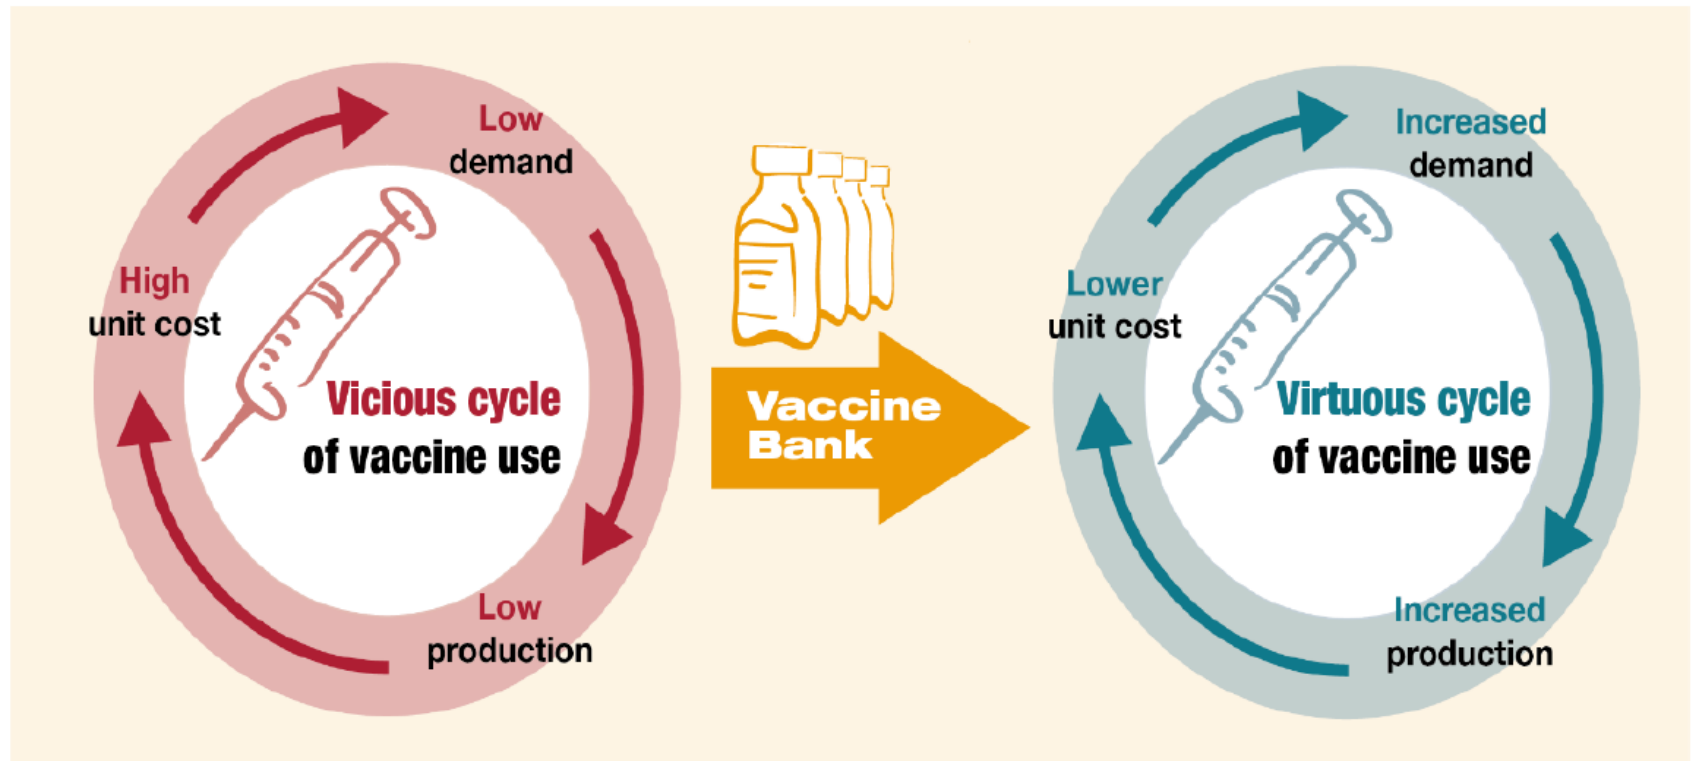 Low
demand
High
unit cost
Vicious cycle
of vaccine use
Low
production
Vaccine
Bank
Increased
demand
Lower
unit cost
Virtuous cycle
of vaccine use
Increased
production